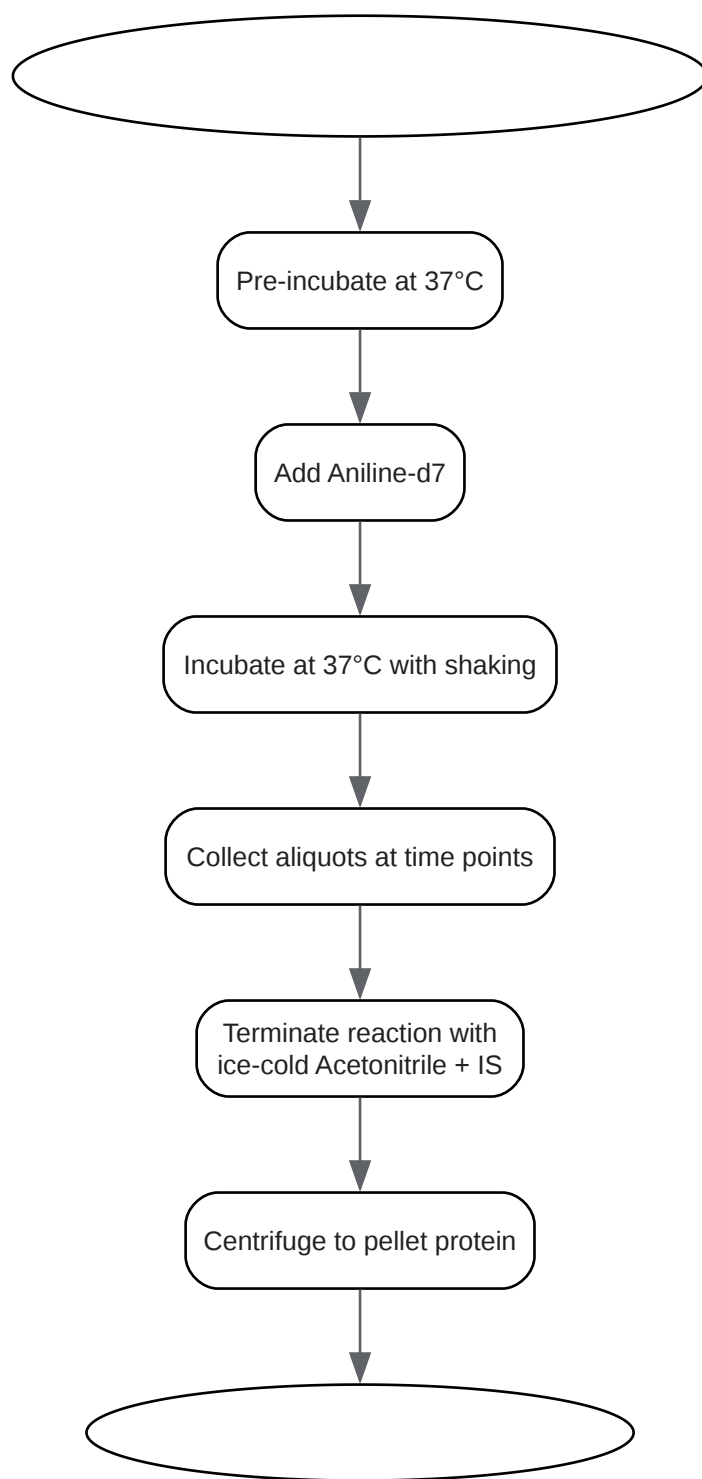 Pre-incubate at 37°C
Add Aniline-d7
Incubate at 37°C with shaking
Collect aliquots at time points
Terminate reaction with
ice-cold Acetonitrile + IS
Centrifuge to pellet protein